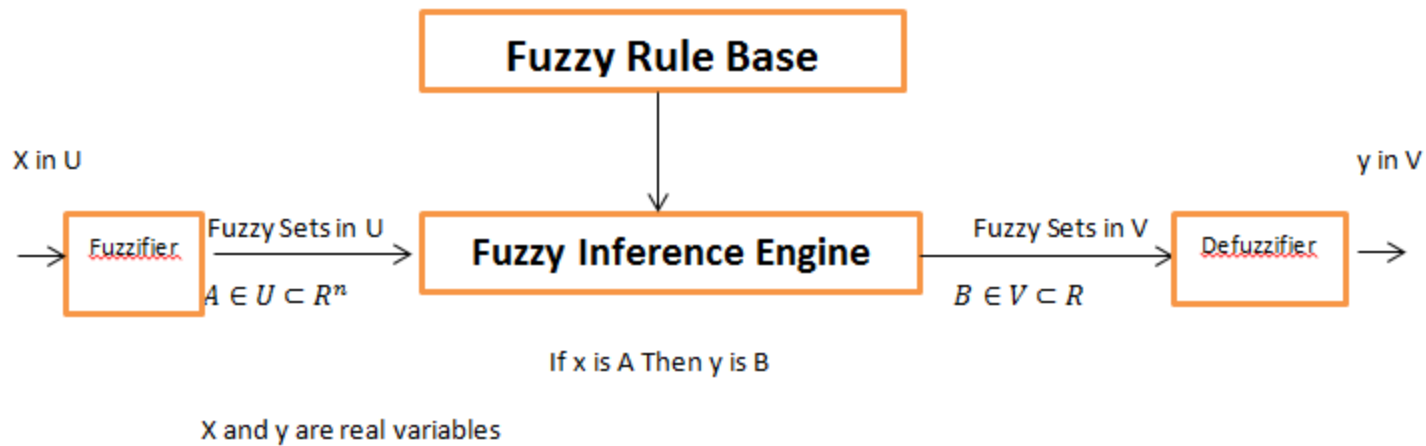 Fuzzy Rule Base
X in U
y in V
Fuzzifier
Fuzzy Sets in U
Fuzzy Inference Engine
Fuzzy Sets in V
Defuzzifier
A ∈ U ⊂ Rⁿ
B ∈ V ⊂ R
If x is A Then y is B
X and y are real variables